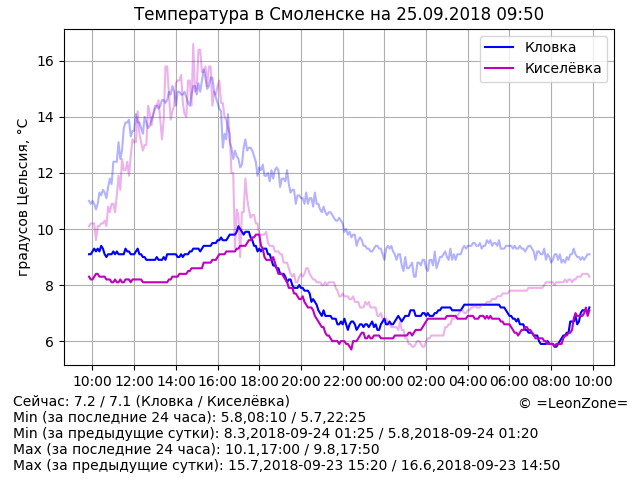 Температура в Смоленске на 25.09.2018 09:50
Кловка
Киселёвка
градусов Цельсия, °C
16
14
12
10
8
6
10:00 12:00 14:00 16:00 18:00 20:00 22:00 00:00 02:00 04:00 06:00 08:00 10:00
Сейчас: 7.2 / 7.1 (Кловка / Киселёвка)
© =LeonZone=
Min (за последние 24 часа): 5.8,08:10 / 5.7,22:25
Min (за предыдущие сутки): 8.3,2018-09-24 01:25 / 5.8,2018-09-24 01:20
Max (за последние 24 часа): 10.1,17:00 / 9.8,17:50
Max (за предыдущие сутки): 15.7,2018-09-23 15:20 / 16.6,2018-09-23 14:50